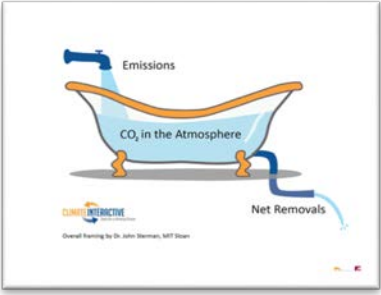 Emissions
CO₂ in the Atmosphere
Net Removals
CLIMATE INTERACTIVE
Overall framing by Dr. John Sterman, MIT Sloan